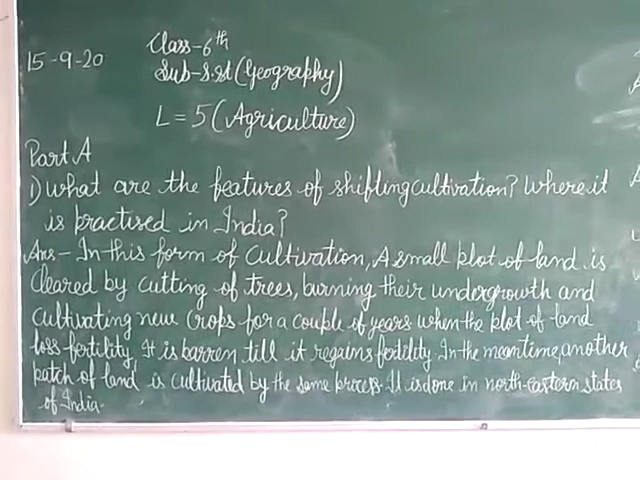 15-9-20
Class-6th
Sub-S.St(Geography)
L=5(Agriculture)
Part A
1) What are the features of shifting cultivation? Where it
is practised in India?
Ans- In this form of Cultivation, A small plot of land is
Cleared by cutting of trees, burning their undergrowth and
cultivating new Crops for a couple of years when the plot of land
loss fertility, It is barren till it regains fertility. In the meantime, another
patch of land is cultivated by the same process. It is done in north-eastern states
of India.